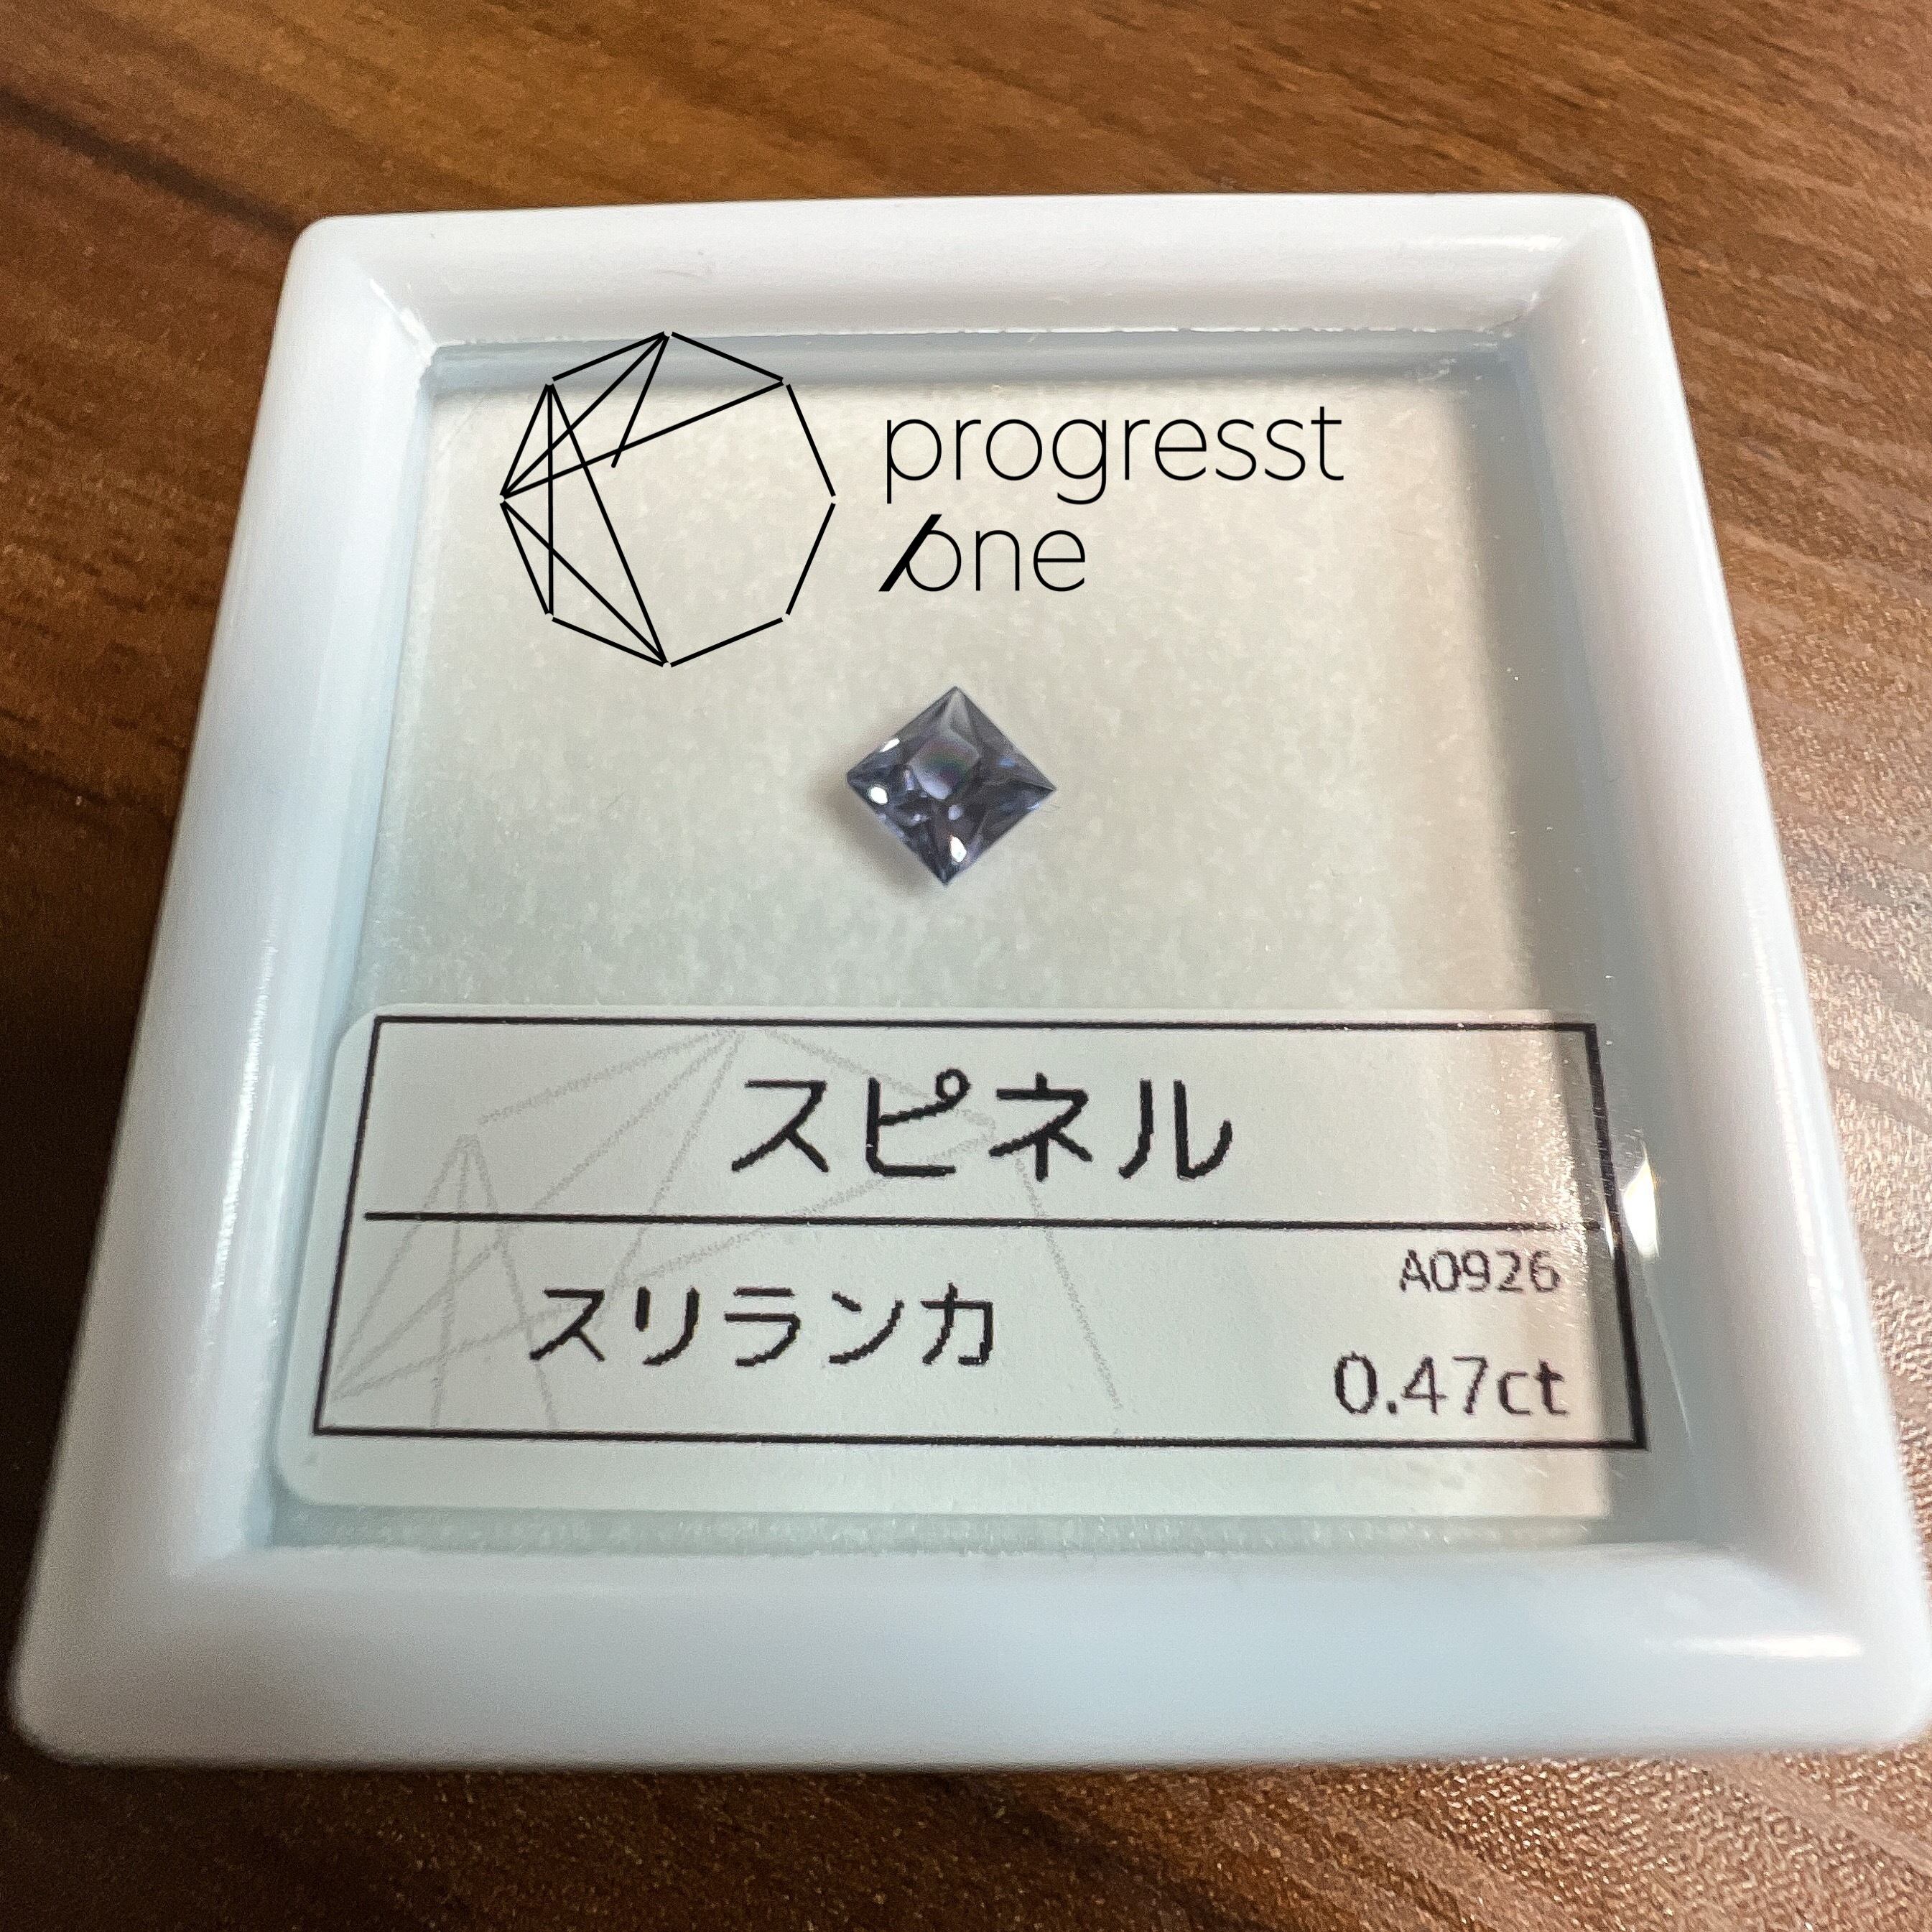 progresst
one
スピネル
スリランカ
A0926
0.47ct